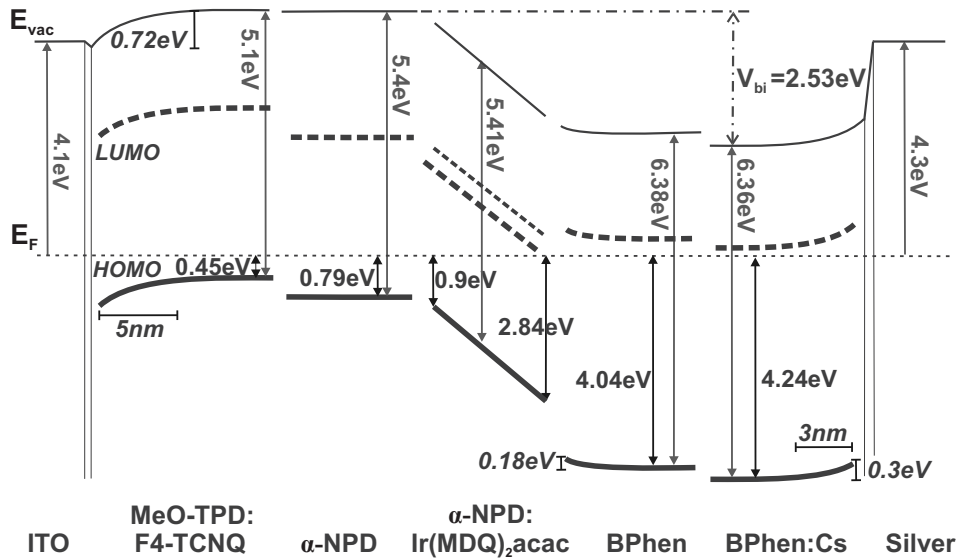 E_vac
0.72eV
5.1eV
5.4eV
5.41eV
V_bi=2.53eV
4.1eV
LUMO
6.38eV
6.36eV
4.3eV
E_F
HOMO
0.45eV
0.79eV
0.9eV
5nm
2.84eV
4.04eV
4.24eV
3nm
0.18eV
0.3eV
ITO
MeO-TPD:
F4-TCNQ
α-NPD
α-NPD:
Ir(MDQ)₂acac
BPhen
BPhen:Cs
Silver